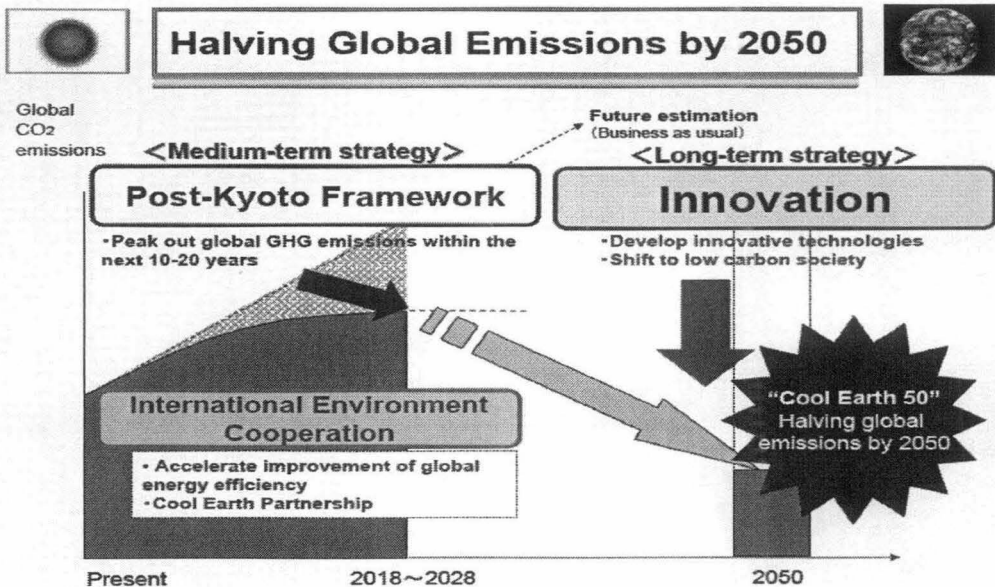 Halving Global Emissions by 2050
Global
CO2
emissions
Future estimation
(Business as usual)
<Medium-term strategy>
Post-Kyoto Framework
•Peak out global GHG emissions within the
next 10-20 years
<Long-term strategy>
Innovation
•Develop innovative technologies
•Shift to low carbon society
International Environment
Cooperation
• Accelerate improvement of global
energy efficiency
•Cool Earth Partnership
“Cool Earth 50”
Halving global
emissions by 2050
Present
2018～2028
2050